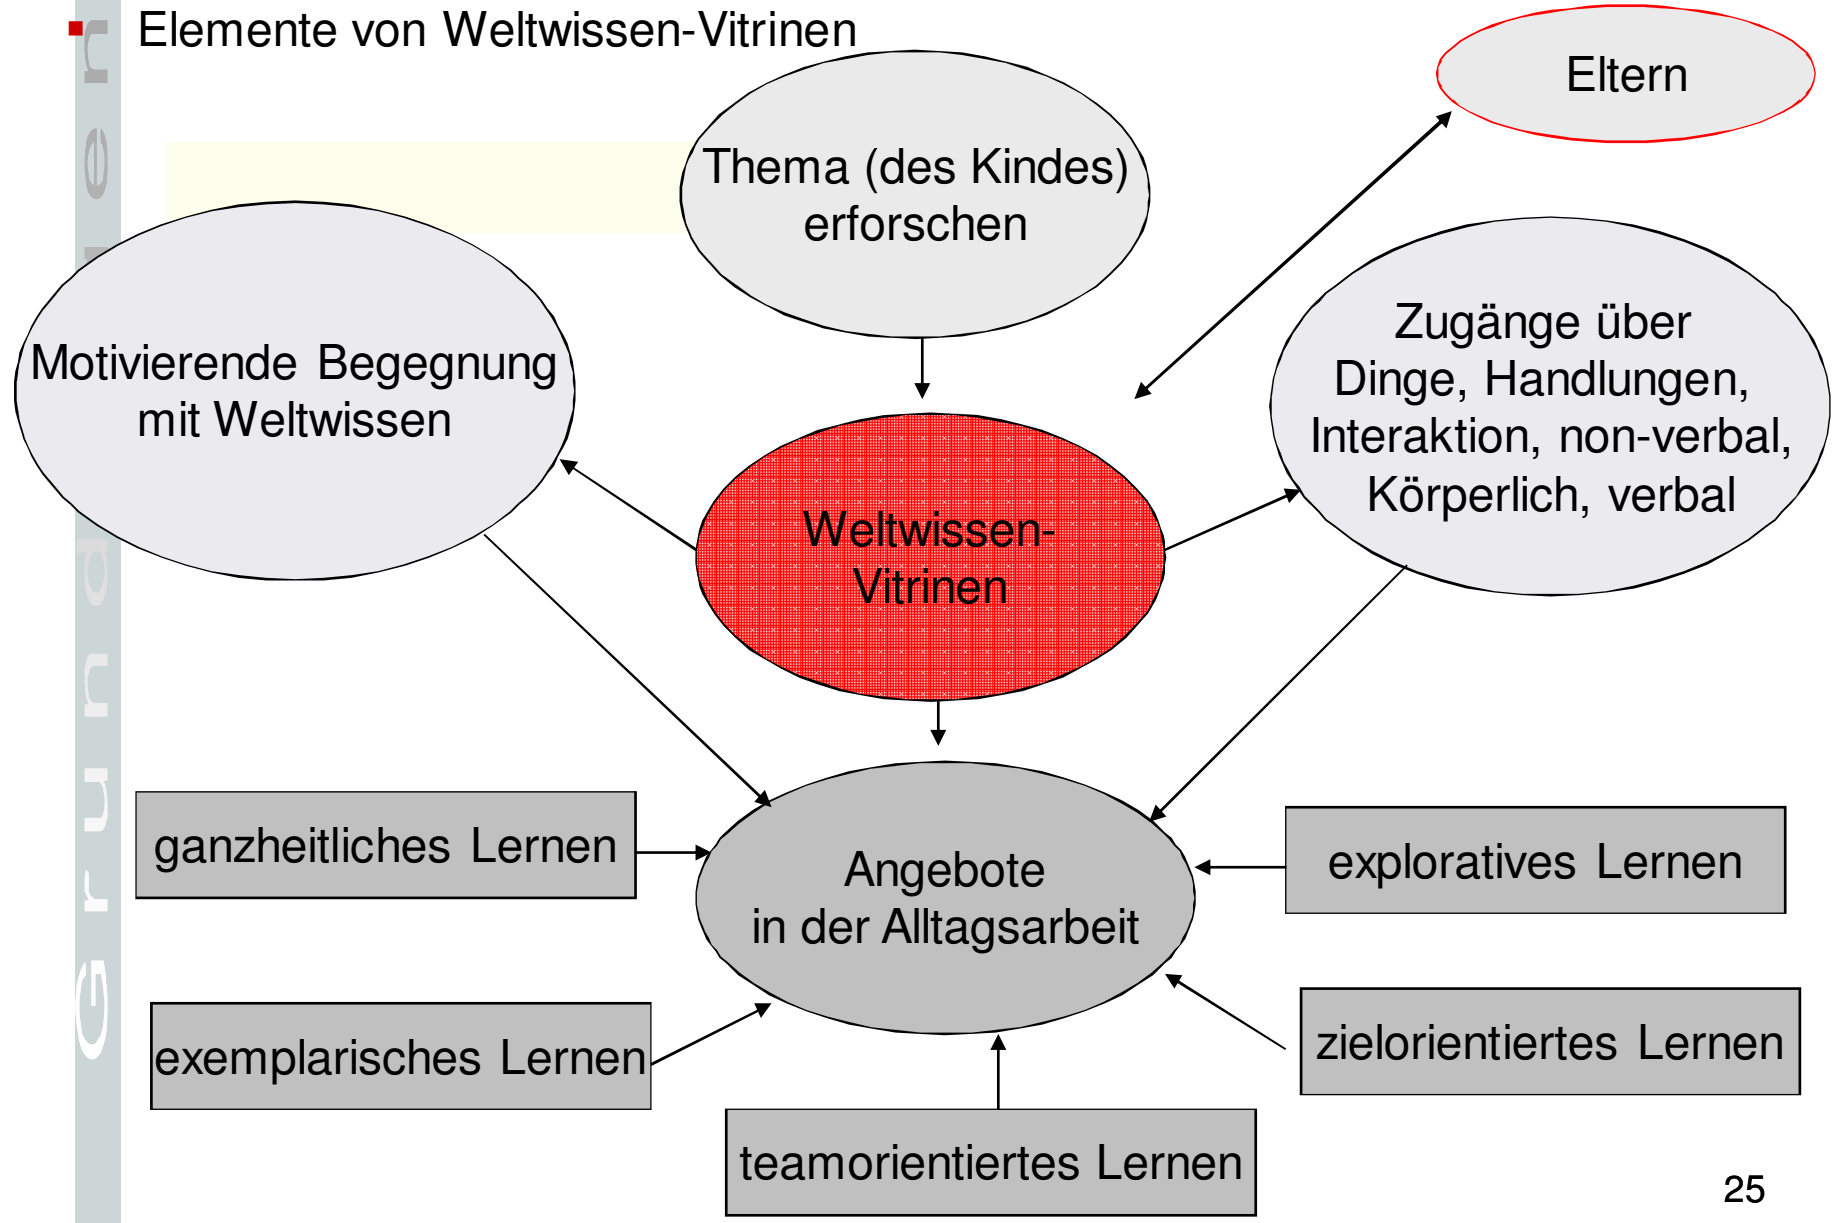 Elemente von Weltwissen-Vitrinen
Eltern
Thema (des Kindes)
erforschen
Motivierende Begegnung
mit Weltwissen
Zugänge über
Dinge, Handlungen,
Interaktion, non-verbal,
Körperlich, verbal
Weltwissen-
Vitrinen
ganzheitliches Lernen
Angebote
in der Alltagsarbeit
exploratives Lernen
exemplarisches Lernen
zielorientiertes Lernen
teamorientiertes Lernen
25